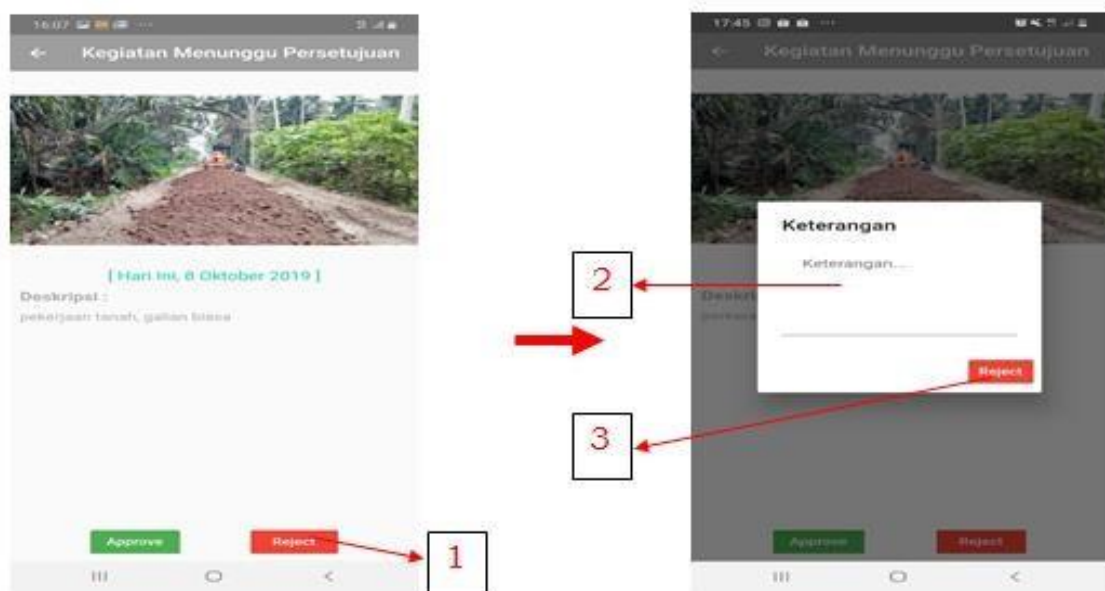 16:07
Kegiatan Menunggu Persetujuan
[ Hari Ini, 8 Oktober 2019 ]
Deskripsi :
pekerjaan tanah, galian biasa
Approve
Reject
1
17:45
Kegiatan Menunggu Persetujuan
Keterangan
Keterangan...
Reject
2
3
Approve
Reject